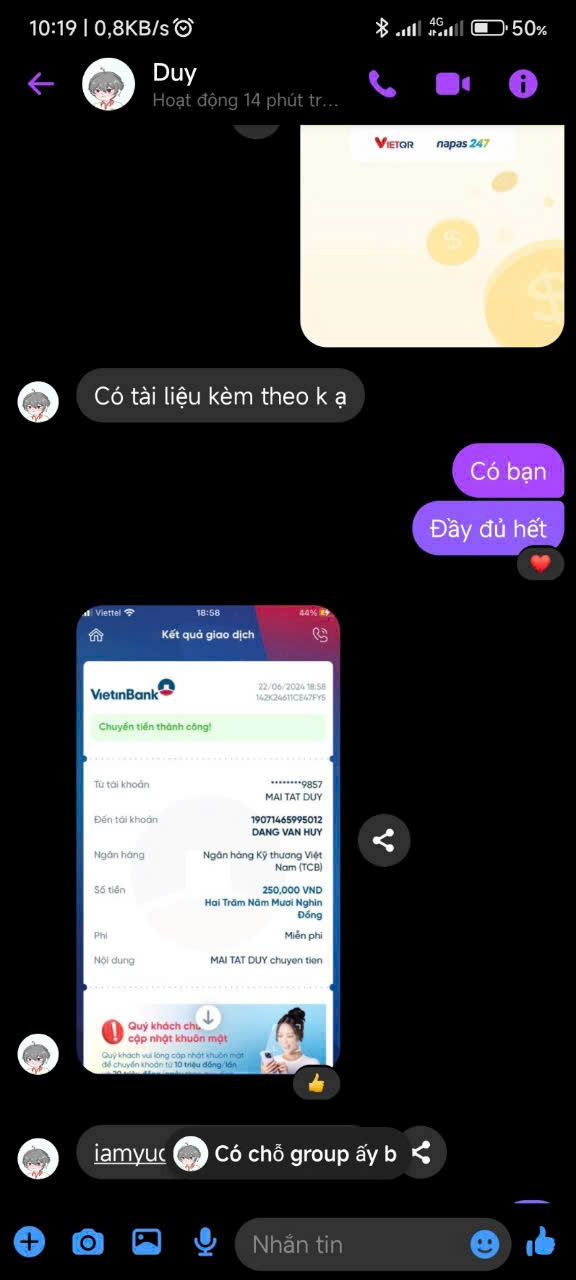 10:19 | 0,8KB/s
4G
50%
Duy
Hoạt động 14 phút tr...
VIETQR napas 247
Có tài liệu kèm theo k ạ
Có bạn
Đầy đủ hết
Viettel 18:58 44%
Kết quả giao dịch
VietinBank
22/06/2024 18:58
142K24611CE47FY5
Chuyển tiền thành công!
Từ tài khoản ********9857
MAI TAT DUY
Đến tài khoản 19071465995012
DANG VAN HUY
Ngân hàng Ngân hàng Kỹ thương Việt
Nam (TCB)
Số tiền 250,000 VND
Hai Trăm Năm Mươi Nghìn
Đồng
Phí Miễn phí
Nội dung MAI TAT DUY chuyen tien
Quý khách
cập nhật khuôn mặt
Quý khách vui lòng cập nhật khuôn mặt
để chuyển khoản từ 10 triệu đồng/lần
Có chỗ group ấy b
Nhắn tin